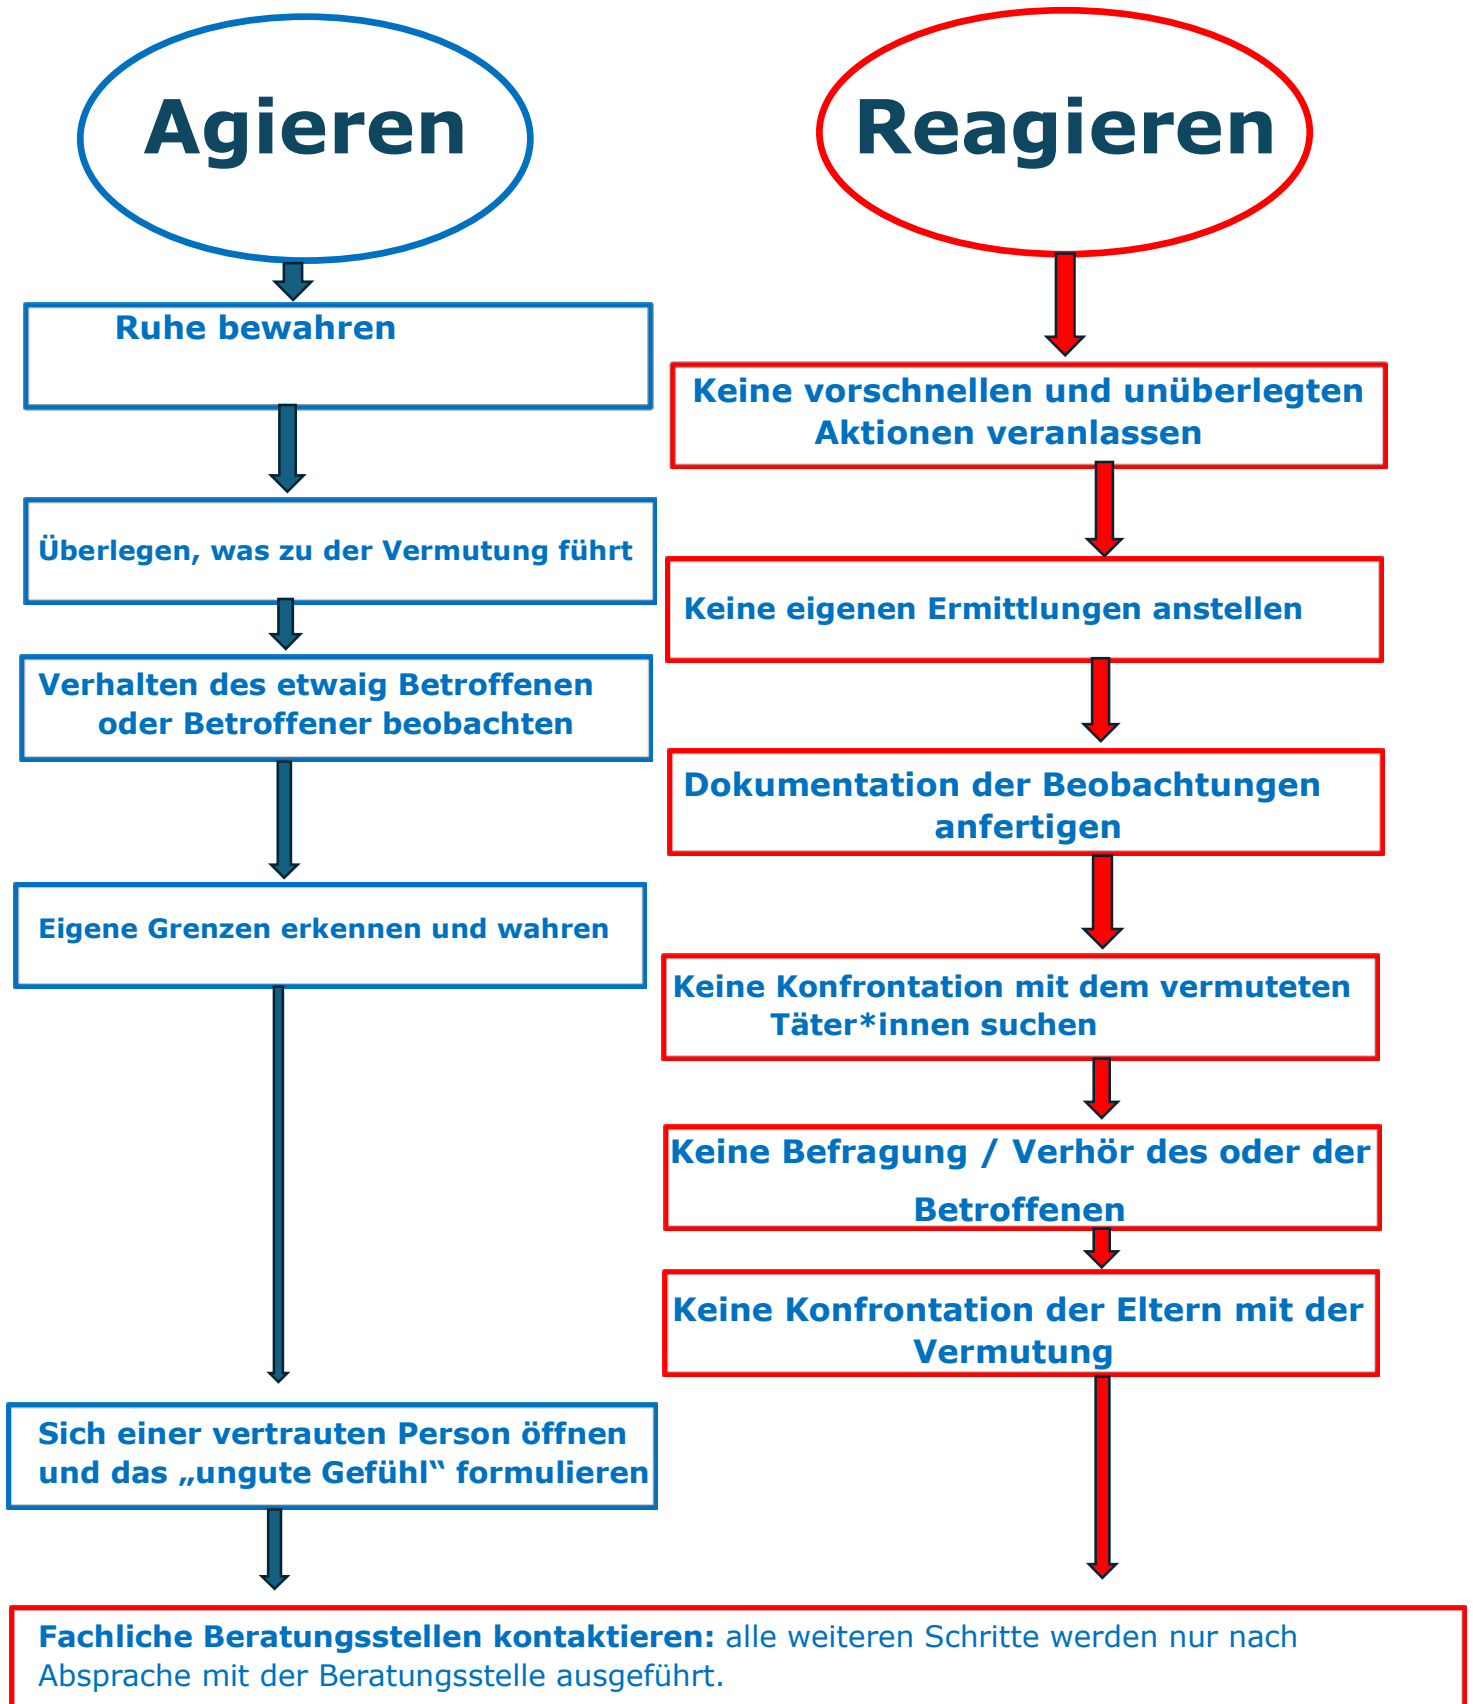 Agieren
Ruhe bewahren
Überlegen, was zu der Vermutung führt
Verhalten des etwaig Betroffenen
oder Betroffener beobachten
Eigene Grenzen erkennen und wahren
Sich einer vertrauten Person öffnen
und das „ungute Gefühl“ formulieren
Reagieren
Keine vorschnellen und unüberlegten
Aktionen veranlassen
Keine eigenen Ermittlungen anstellen
Dokumentation der Beobachtungen
anfertigen
Keine Konfrontation mit dem vermuteten
Täter*innen suchen
Keine Befragung / Verhör des oder der
Betroffenen
Keine Konfrontation der Eltern mit der
Vermutung
Fachliche Beratungsstellen kontaktieren: alle weiteren Schritte werden nur nach
Absprache mit der Beratungsstelle ausgeführt.